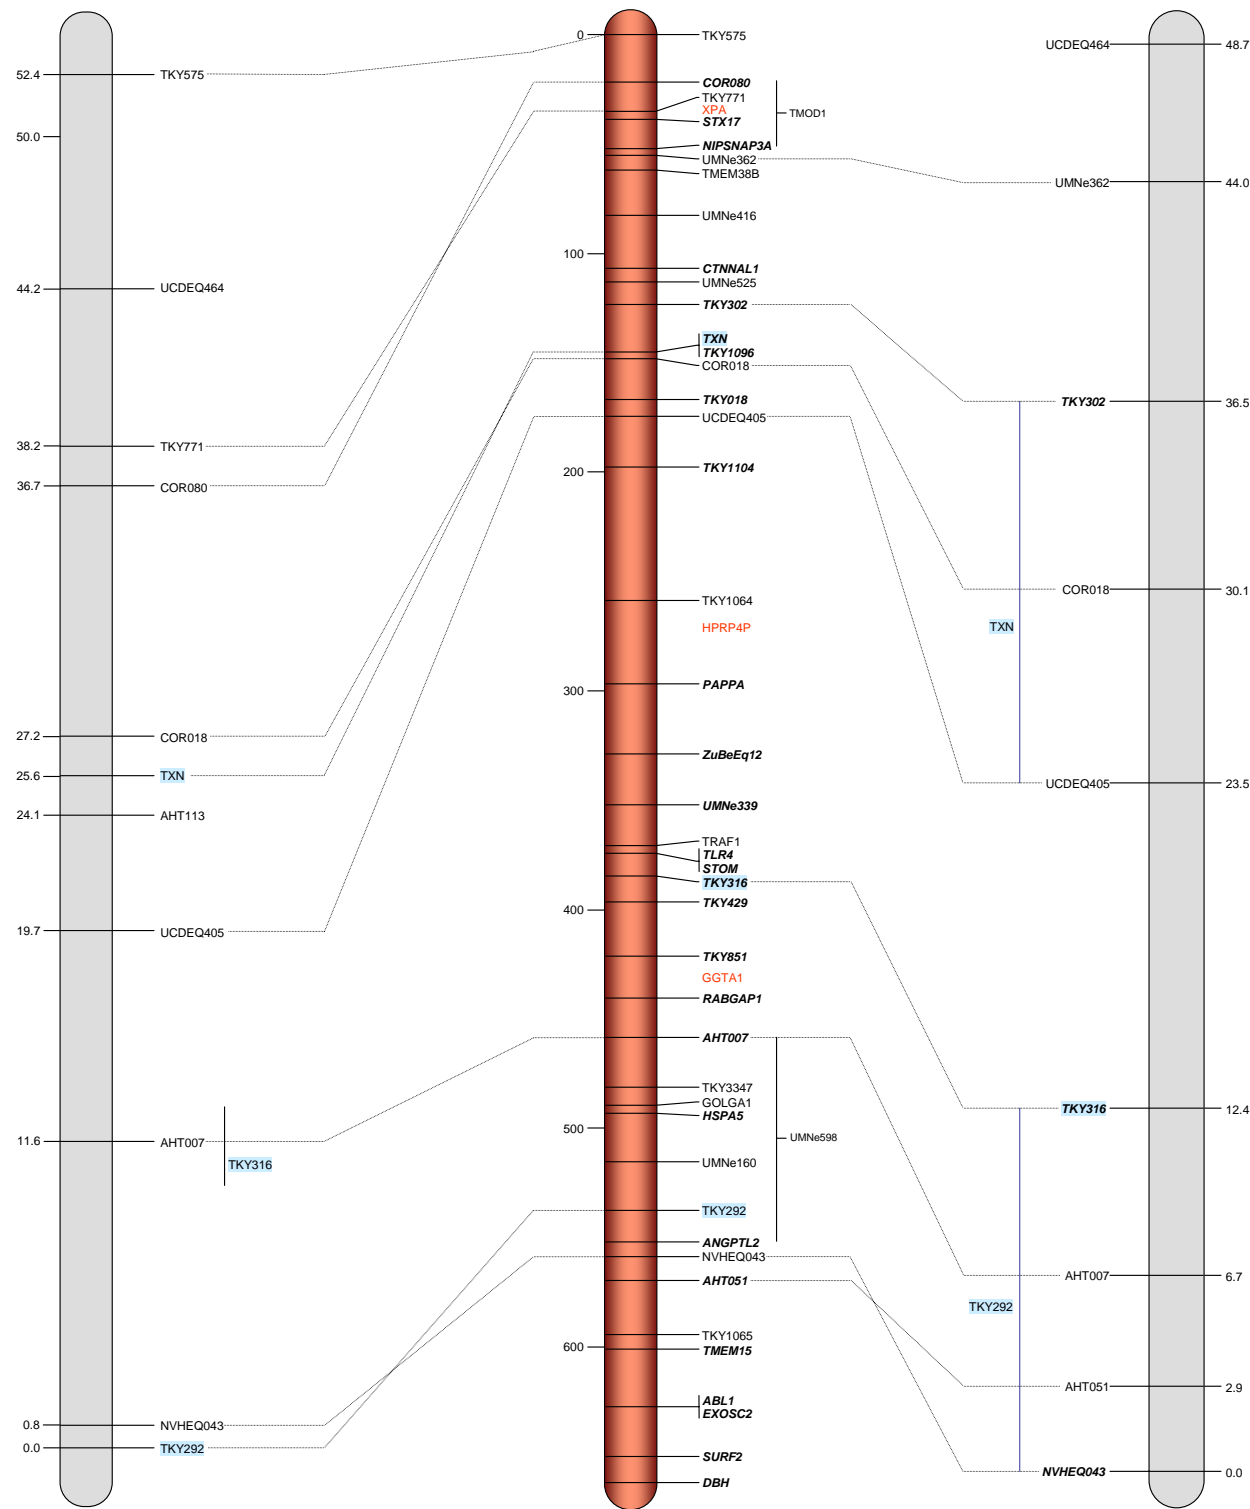 52.4 TKY575
50.0
44.2 UCDEQ464
38.2 TKY771
36.7 COR080
27.2 COR018
25.6 TXN
24.1 AHT113
19.7 UCDEQ405
11.6 AHT007
TKY316
0.8 NVHEQ043
0.0 TKY292
0 TKY575
COR080
TKY771
XPA
TMOD1
STX17
NIPSNAP3A
UMNe362
TMEM38B
UMNe416
100
CTNNAL1
UMNe525
TKY302
TXN
TKY1096
COR018
TKY018
UCDEQ405
200 TKY1104
TKY1064
HPRP4P
300 PAPPA
ZuBeEq12
UMNe339
TRAF1
TLR4
STOM
TKY316
400 TKY429
TKY851
GGTA1
RABGAP1
AHT007
TKY3347
GOLGA1
HSPA5
500
UMNe598
UMNe160
TKY292
ANGPTL2
NVHEQ043
AHT051
TKY1065
600 TMEM15
ABL1
EXOSC2
SURF2
DBH
UCDEQ464 48.7
UMNe362 44.0
TKY302 36.5
COR018 30.1
TXN
UCDEQ405 23.5
TKY316 12.4
AHT007 6.7
TKY292
AHT051 2.9
NVHEQ043 0.0